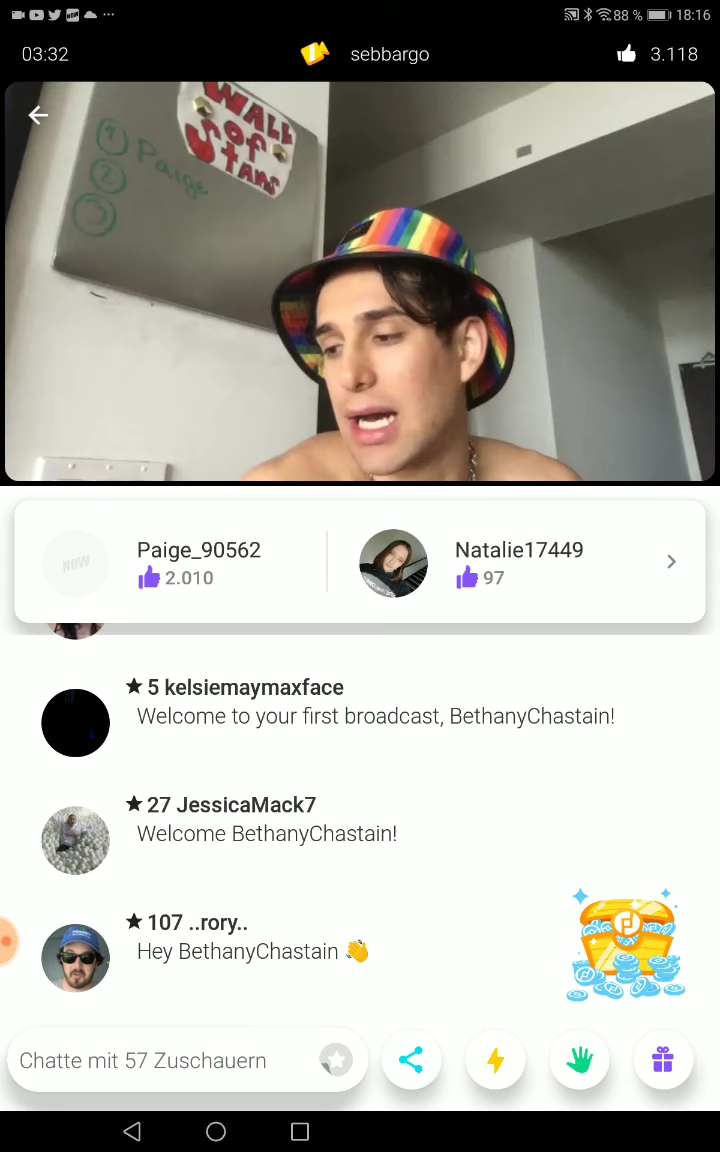 88 % 18:16
03:32 sebbargo 3.118
WALL
of
STARS
1 Paige
2
3
NOW Paige_90562 Natalie17449
2.010 97
★ 5 kelsiemaymaxface
Welcome to your first broadcast, BethanyChastain!
★ 27 JessicaMack7
Welcome BethanyChastain!
★ 107 ..rory..
Hey BethanyChastain 👋
Chatte mit 57 Zuschauern